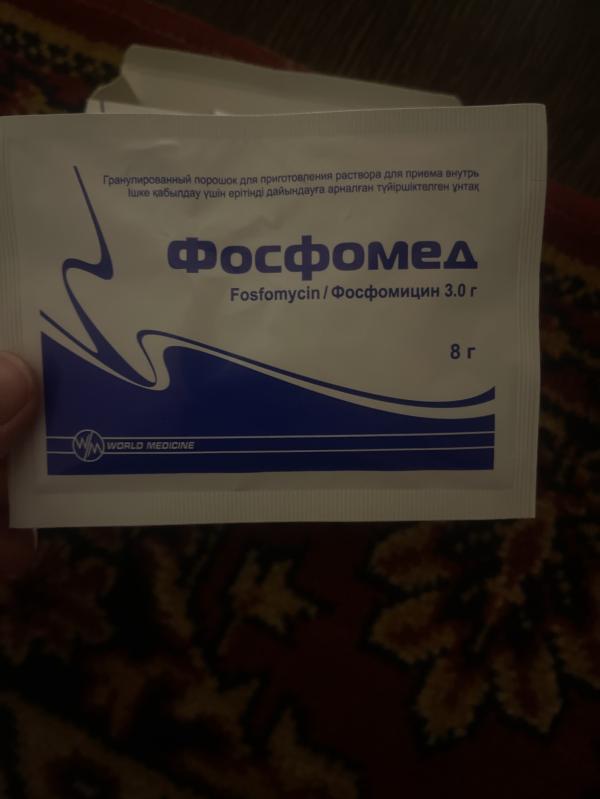 Гранулированный порошок для приготовления раствора для приема внутрь
Ішке қабылдау үшін ерітінді дайындауға арналған түйіршіктелген ұнтақ
Фосфомед
Fosfomycin / Фосфомицин 3.0 г
8 г
WM WORLD MEDICINE